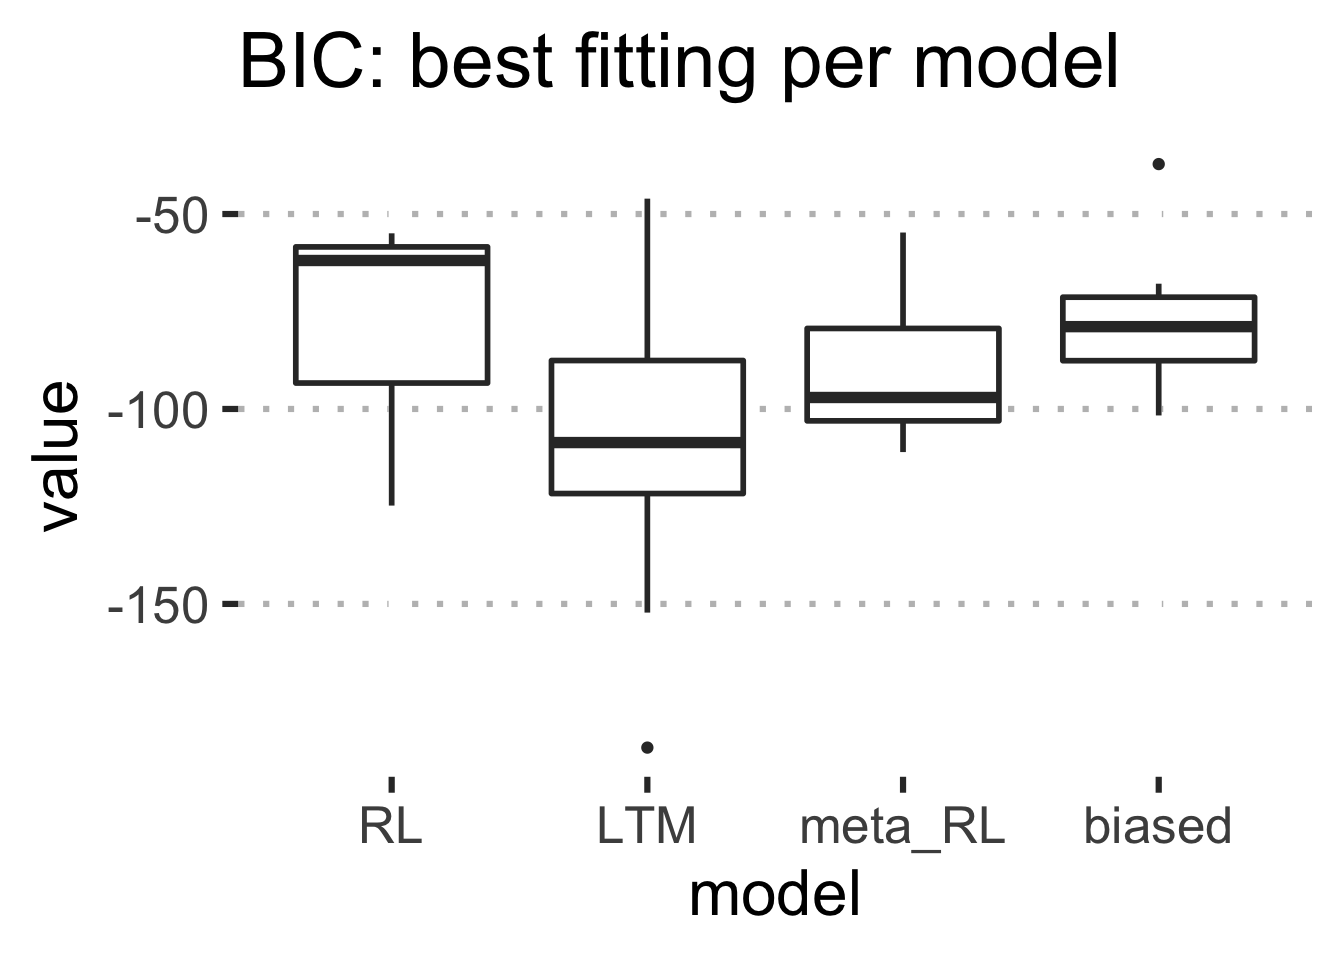 BIC: best fitting per model
-50
-100
-150
value
RL
LTM
meta_RL
biased
model